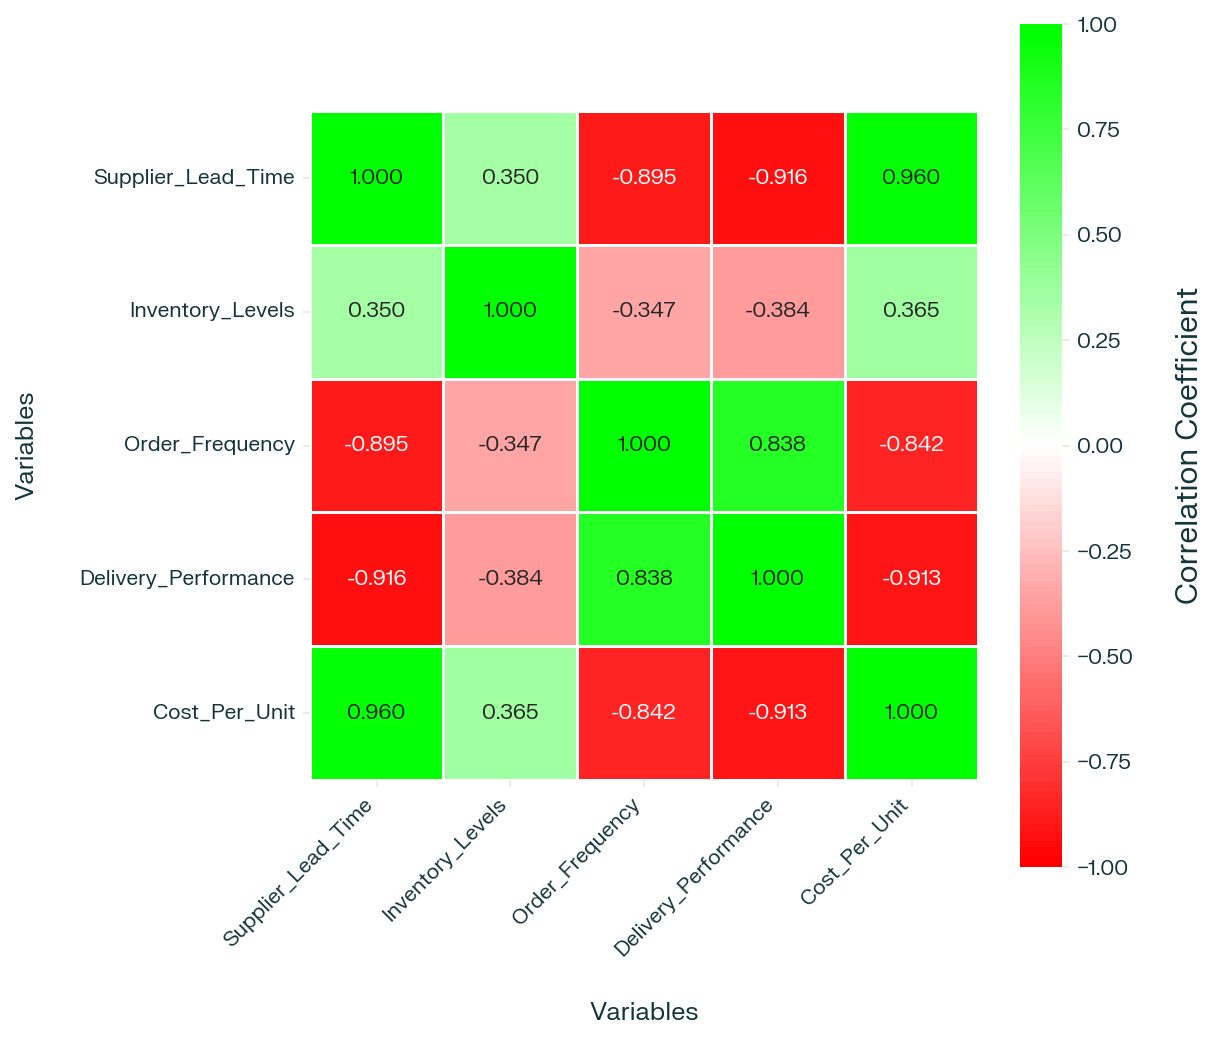 1.00
0.75
Supplier_Lead_Time 1.000 0.350 -0.895 -0.916 0.960
0.50
Inventory_Levels 0.350 1.000 -0.347 -0.384 0.365
0.25
Correlation Coefficient
Variables
Order_Frequency -0.895 -0.347 1.000 0.838 -0.842
0.00
−0.25
Delivery_Performance -0.916 -0.384 0.838 1.000 -0.913
−0.50
Cost_Per_Unit 0.960 0.365 -0.842 -0.913 1.000
−0.75
−1.00
Supplier_Lead_Time
Inventory_Levels
Order_Frequency
Delivery_Performance
Cost_Per_Unit
Variables